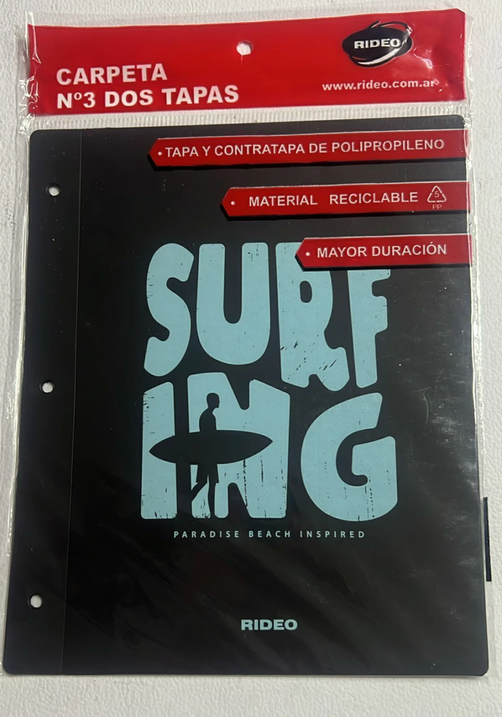 RIDEO
CARPETA
Nº3 DOS TAPAS
www.rideo.com.ar
• TAPA Y CONTRATAPA DE POLIPROPILENO
• MATERIAL RECICLABLE 5 PP
• MAYOR DURACIÓN
SURF
ING
PARADISE BEACH INSPIRED
RIDEO